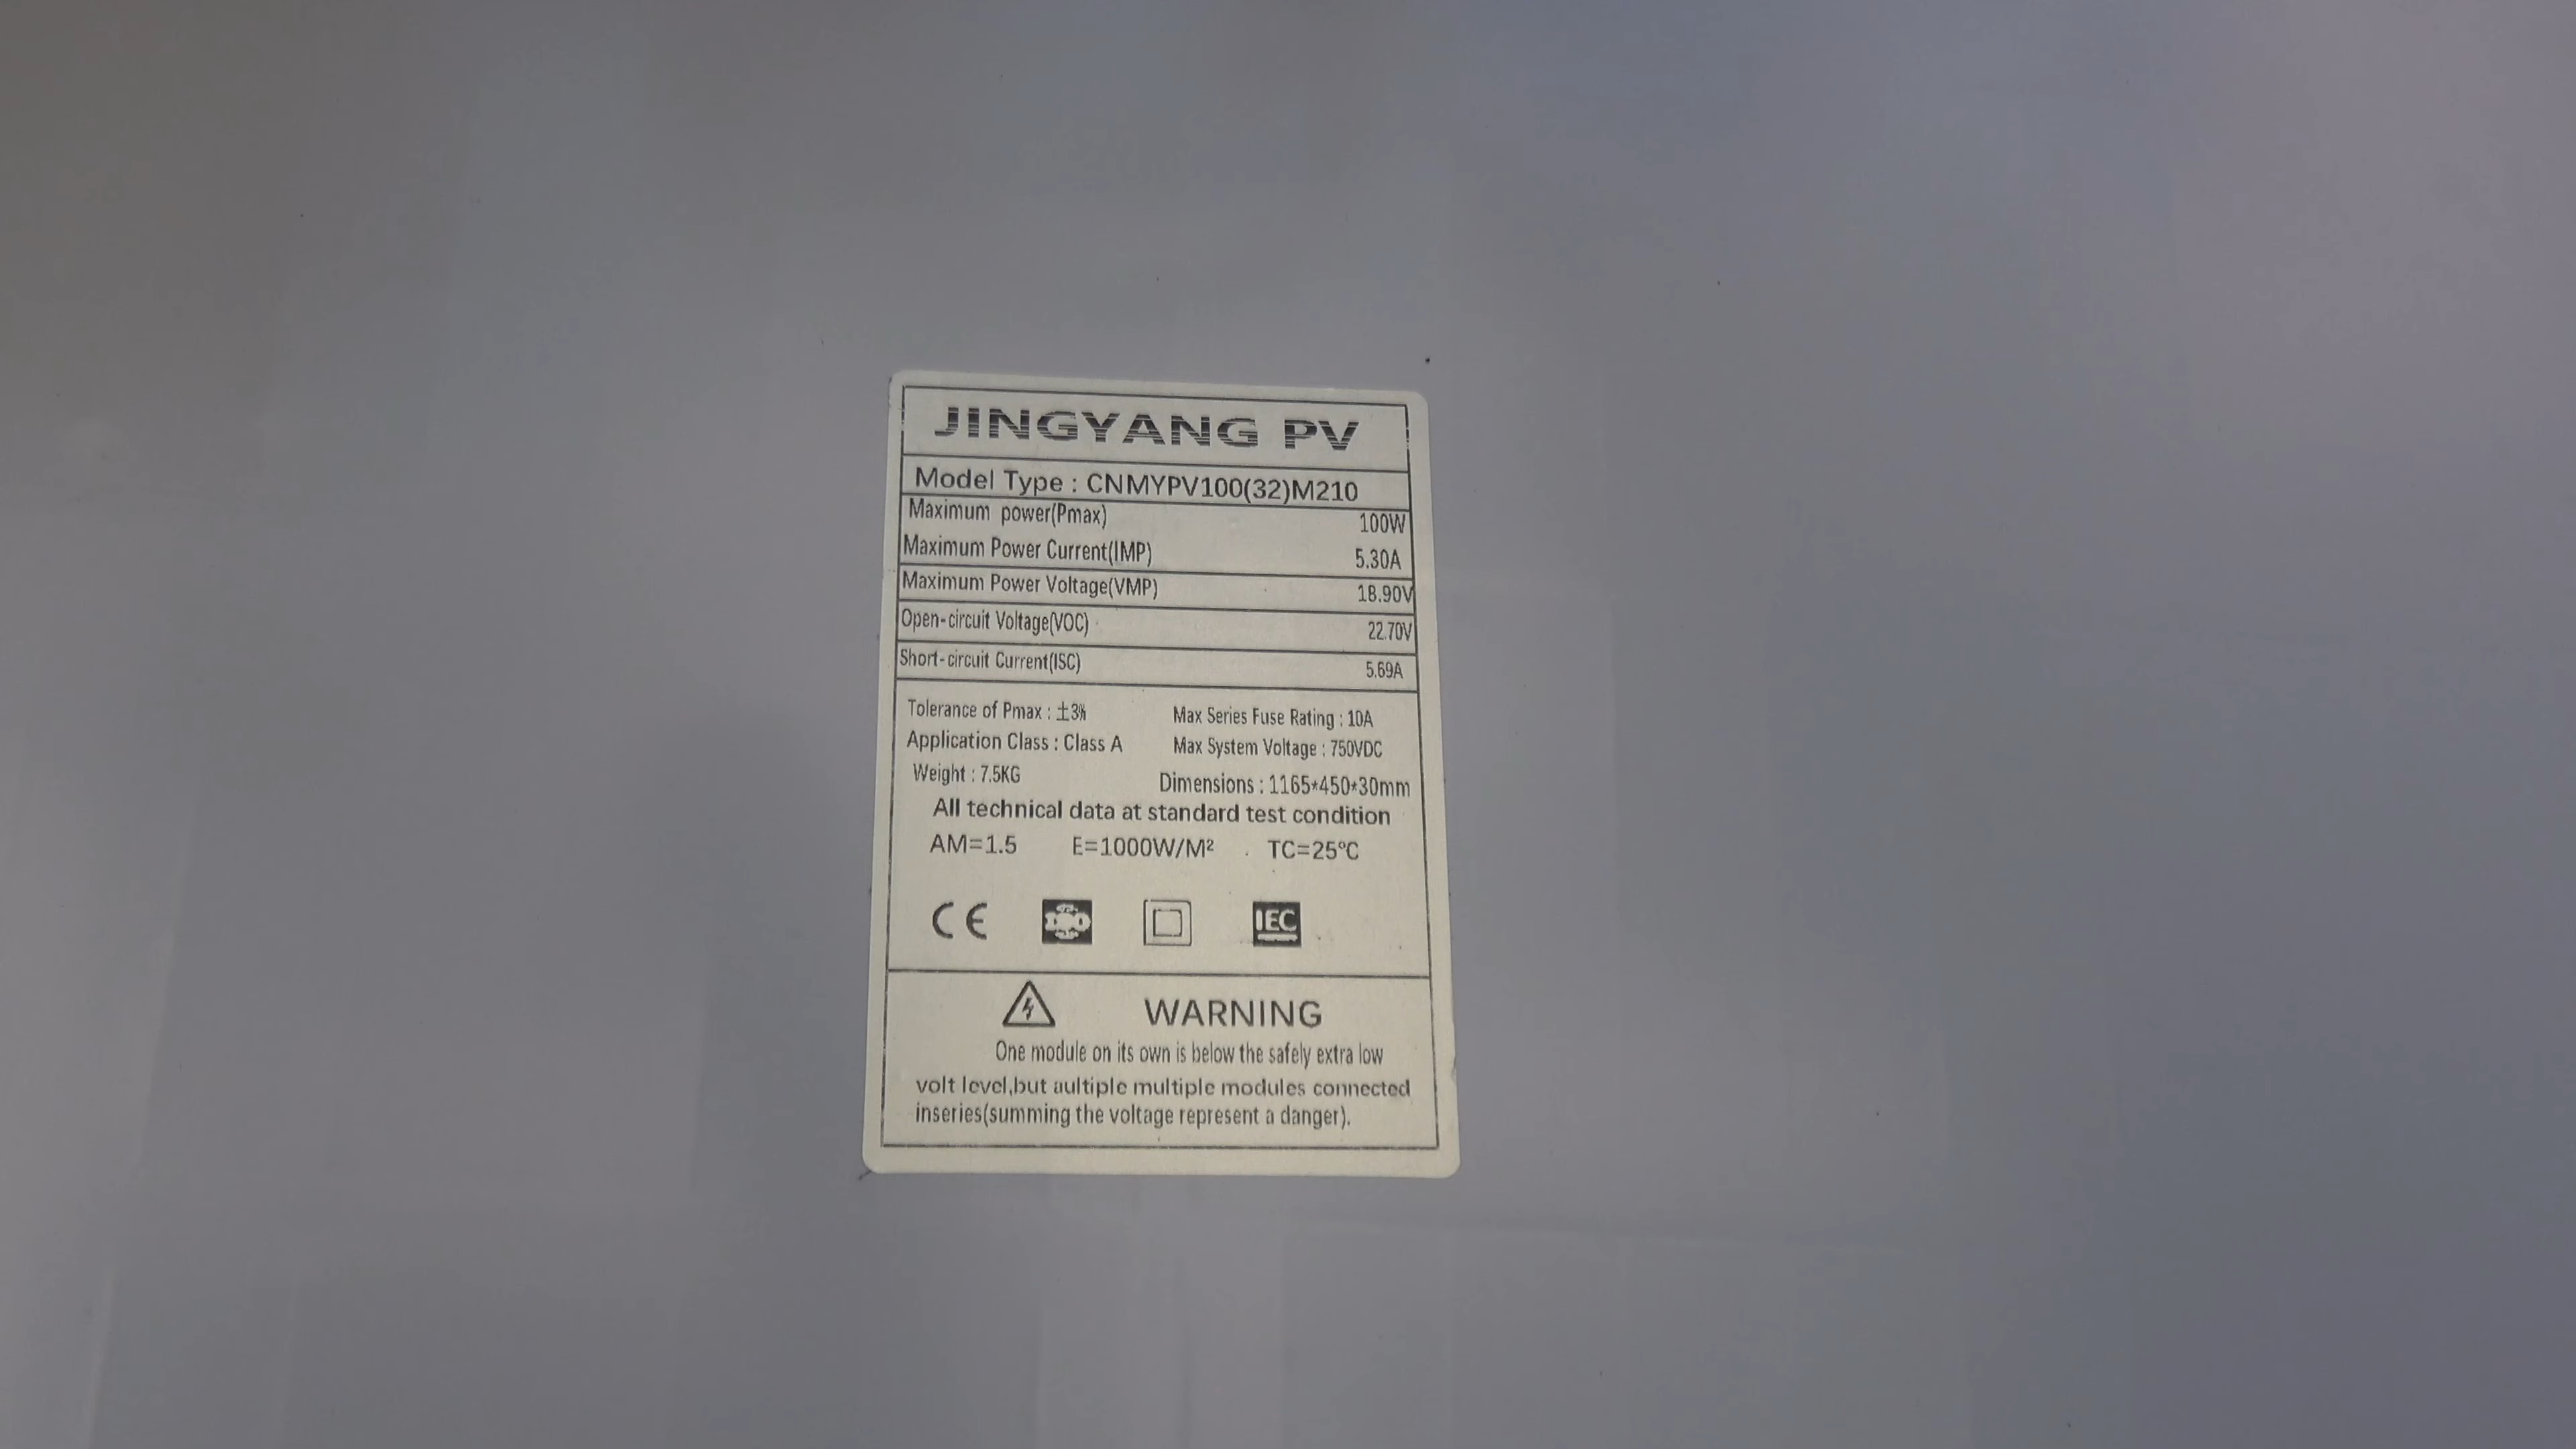 JINGYANG PV
Model Type : CNMYPV100(32)M210
Maximum power(Pmax) 100W
Maximum Power Current(IMP) 5.30A
Maximum Power Voltage(VMP) 18.90V
Open-circuit Voltage(VOC) 22.70V
Short-circuit Current(ISC) 5.69A
Tolerance of Pmax : ±3% Max Series Fuse Rating : 10A
Application Class : Class A Max System Voltage : 750VDC
Weight : 7.5KG Dimensions : 1165*450*30mm
All technical data at standard test condition
AM=1.5 E=1000W/M² TC=25°C
CE ISO IEC
WARNING
One module on its own is below the safely extra low
volt level,but aultiple multiple modules connected
inseries(summing the voltage represent a danger).